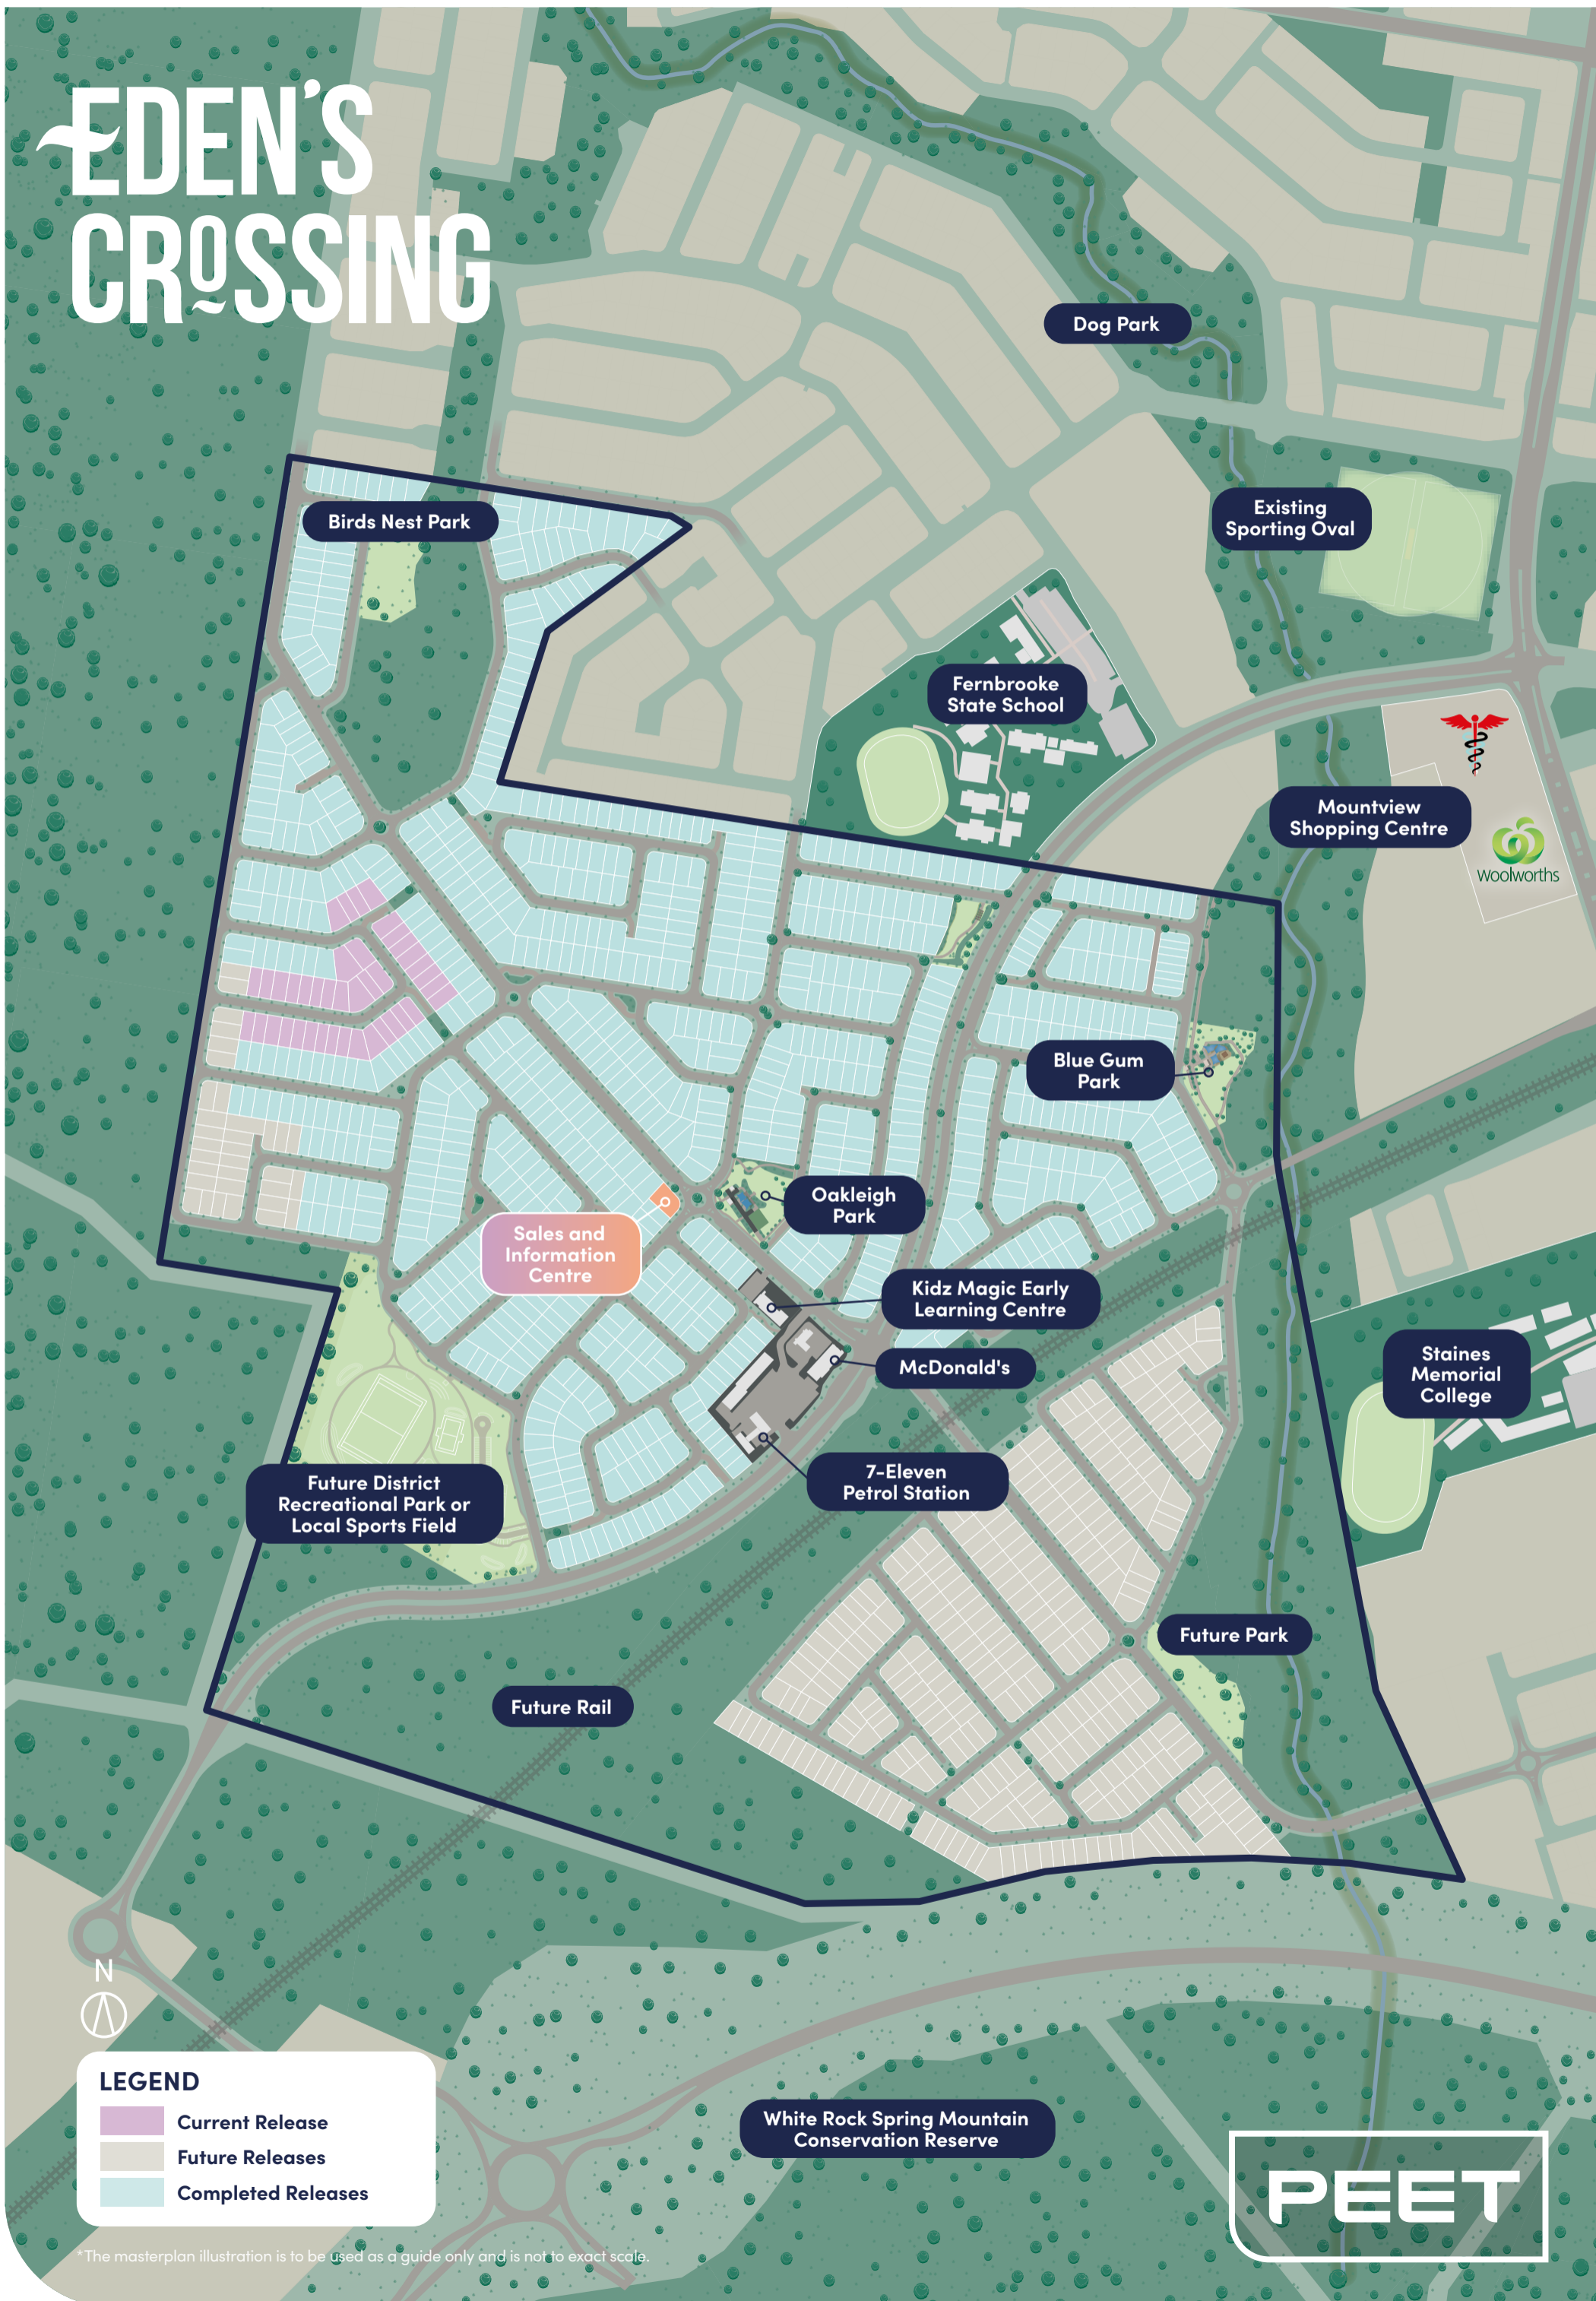 EDEN'S
CROSSING
Dog Park
Existing
Sporting Oval
Birds Nest Park
Fernbrooke
State School
Mountview
Shopping Centre
Woolworths
Blue Gum
Park
Oakleigh
Park
Sales and
Information
Centre
Kidz Magic Early
Learning Centre
McDonald's
Staines
Memorial
College
7-Eleven
Petrol Station
Future District
Recreational Park or
Local Sports Field
Future Park
Future Rail
N
LEGEND
Current Release
Future Releases
Completed Releases
White Rock Spring Mountain
Conservation Reserve
PEET
*The masterplan illustration is to be used as a guide only and is not to exact scale.